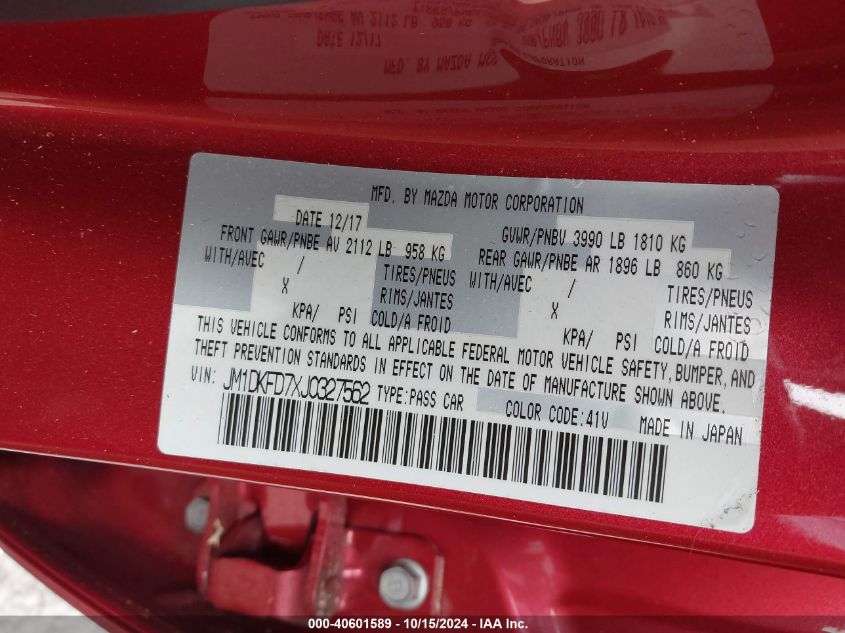 MFD. BY MAZDA MOTOR CORPORATION
DATE 12/17 GVWR/PNBV 3990 LB 1810 KG
FRONT GAWR/PNBE AV 2112 LB 958 KG REAR GAWR/PNBE AR 1896 LB 860 KG
WITH/AVEC / TIRES/PNEUS WITH/AVEC / TIRES/PNEUS
X RIMS/JANTES X RIMS/JANTES
KPA/ PSI COLD/A FROID KPA/ PSI COLD/A FROID
THIS VEHICLE CONFORMS TO ALL APPLICABLE FEDERAL MOTOR VEHICLE SAFETY, BUMPER, AND
THEFT PREVENTION STANDARDS IN EFFECT ON THE DATE OF MANUFACTURE SHOWN ABOVE.
VIN: JM1DKFD7XJ0327562 TYPE:PASS CAR COLOR CODE:41V MADE IN JAPAN
000-40601589 - 10/15/2024 - IAA Inc.